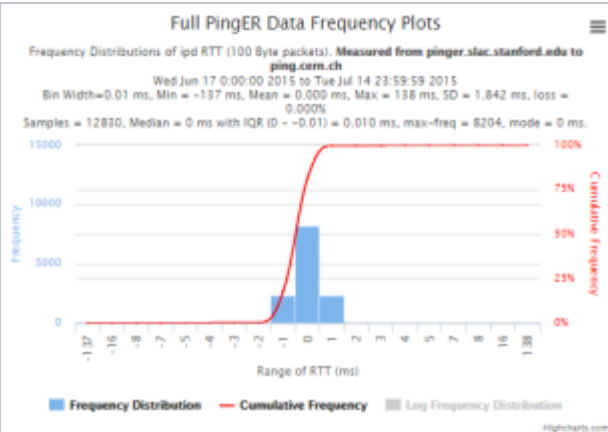 Full PingER Data Frequency Plots
Frequency Distributions of ipd RTT (100 Byte packets). Measured from pinger.slac.stanford.edu to
ping.cern.ch
Wed Jun 17 0:00:00 2015 to Tue Jul 14 23:59:59 2015
Bin Width=0.01 ms, Min = -137 ms, Mean = 0.000 ms, Max = 138 ms, SD = 1.842 ms, loss =
0.000%
Samples = 12830, Median = 0 ms with IQR (0 - -0.01) = 0.010 ms, max-freq = 8204, mode = 0 ms.
15000
10000
5000
0
Frequency
100%
75%
50%
25%
0%
Cumulative Frequency
-137 -16 -8 -5 -4 -3 -2 -1 0 1 2 3 4 5 7 8 16 138
Range of RTT (ms)
Frequency Distribution Cumulative Frequency Log Frequency Distribution
Highcharts.com